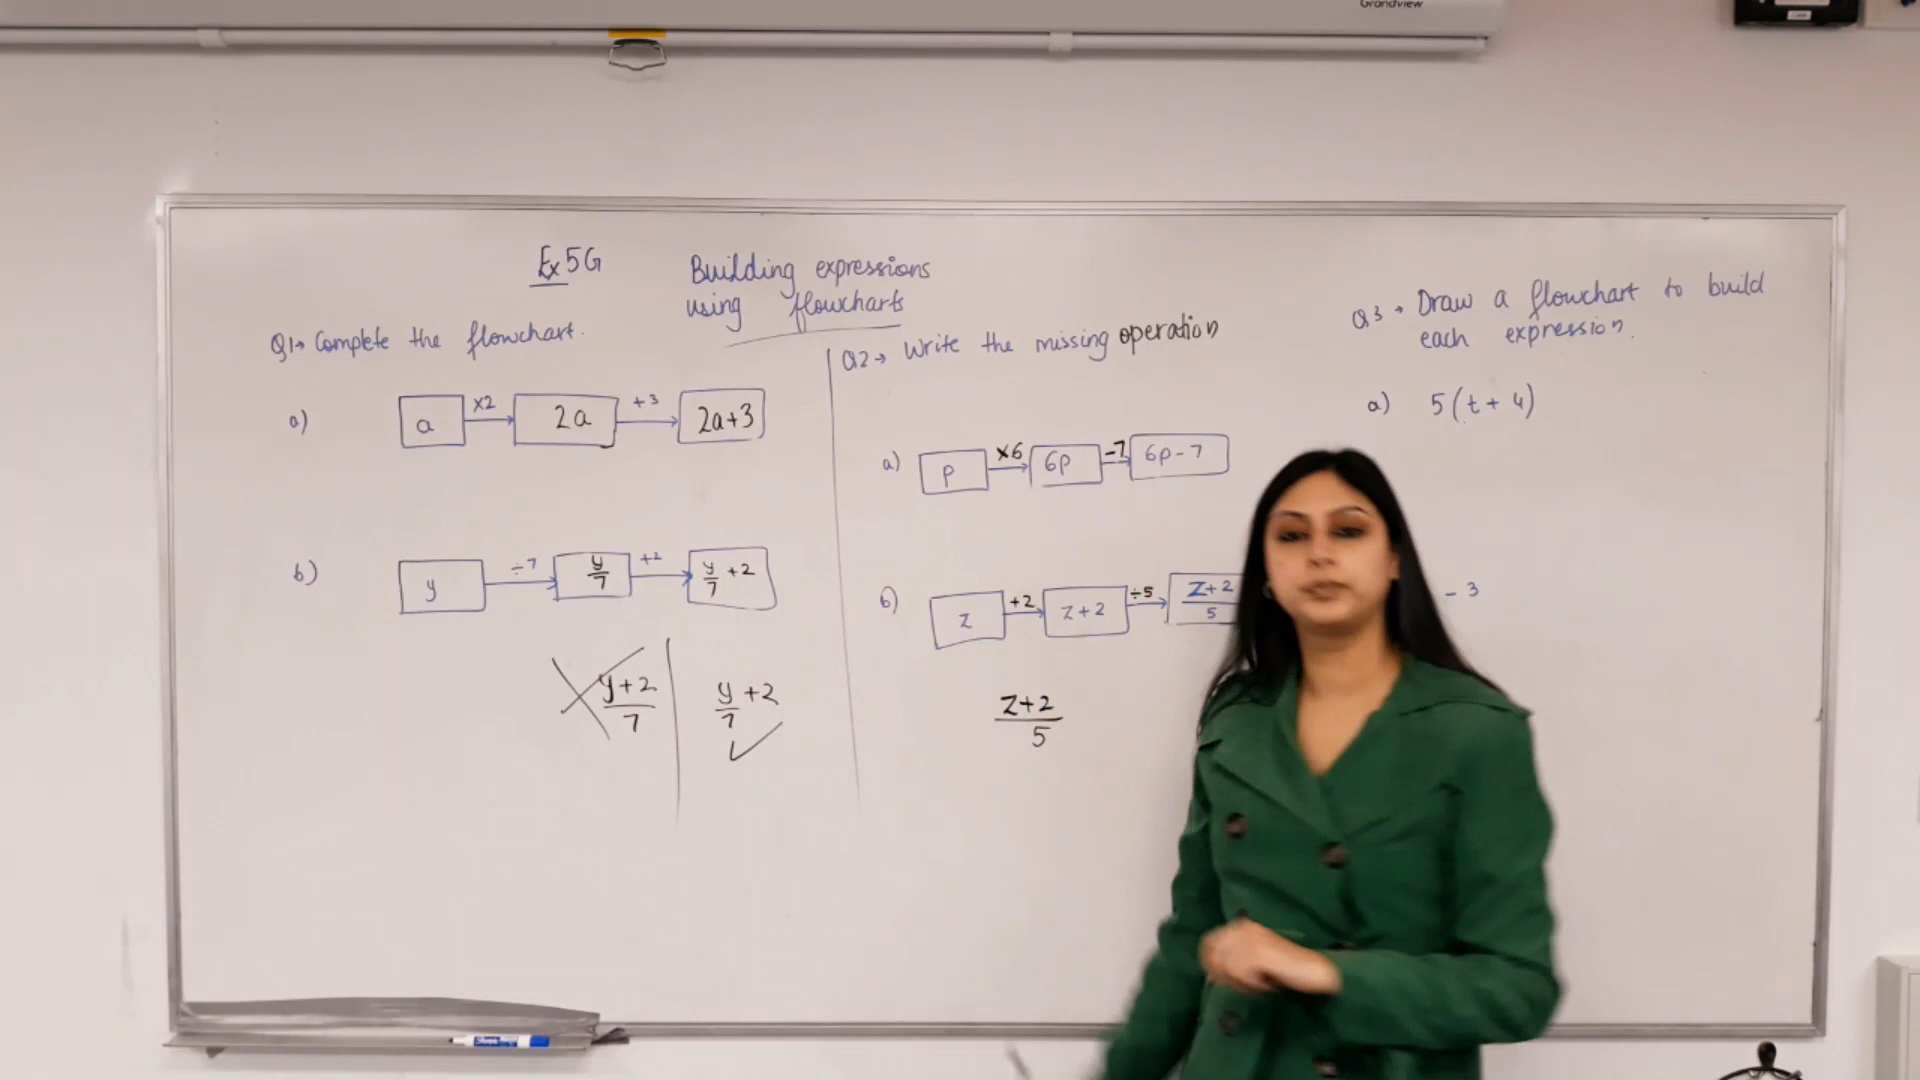 Grandview
Ex 5G
Building expressions
using flowcharts
Q1→ Complete the flowchart.
a) a ×2 2a +3 2a+3
b) y ÷7 y/7 +2 y/7 +2
y+2/7
y/7 +2 ✓
Q2→ Write the missing operation
a) p ×6 6p -7 6p-7
b) z +2 z+2 ÷5 z+2/5
z+2/5
Q3→ Draw a flowchart to build
each expression.
a) 5(t+4)
- 3